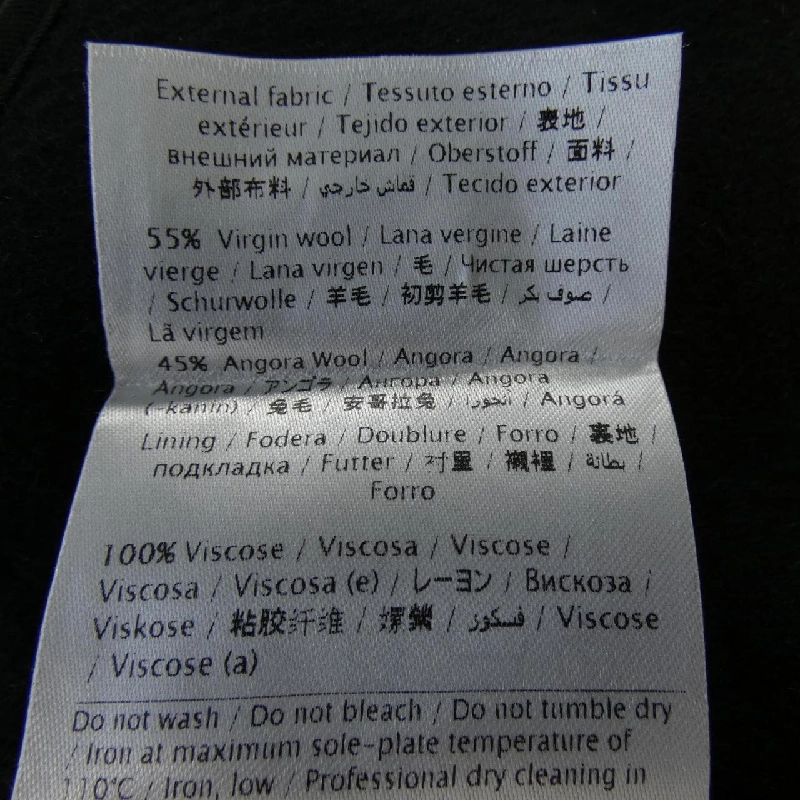 External fabric / Tessuto esterno / Tissu
extérieur / Tejido exterior / 表地 /
внешний материал / Oberstoff / 面料 /
外部布料 / قماش خارجي / Tecido exterior
55% Virgin wool / Lana vergine / Laine
vierge / Lana virgen / 毛 / Чистая шерсть
/ Schurwolle / 羊毛 / 初剪羊毛 / صوف بكر /
Lã virgem
45% Angora Wool / Angora / Angora /
Angora / アンゴラ / Ангора / Angora
(-kanin) / 兔毛 / 安哥拉兔 / انجورا / Angorá
Lining / Fodera / Doublure / Forro / 裏地 /
подкладка / Futter / 衬里 / 襯裡 / بطانة /
Forro
100% Viscose / Viscosa / Viscose /
Viscosa / Viscosa (e) / レーヨン / Вискоза /
Viskose / 粘胶纤维 / 嫘縈 / فسكوز / Viscose
/ Viscose (a)
Do not wash / Do not bleach / Do not tumble dry
/ Iron at maximum sole-plate temperature of
110°C / Iron, low / Professional dry cleaning in